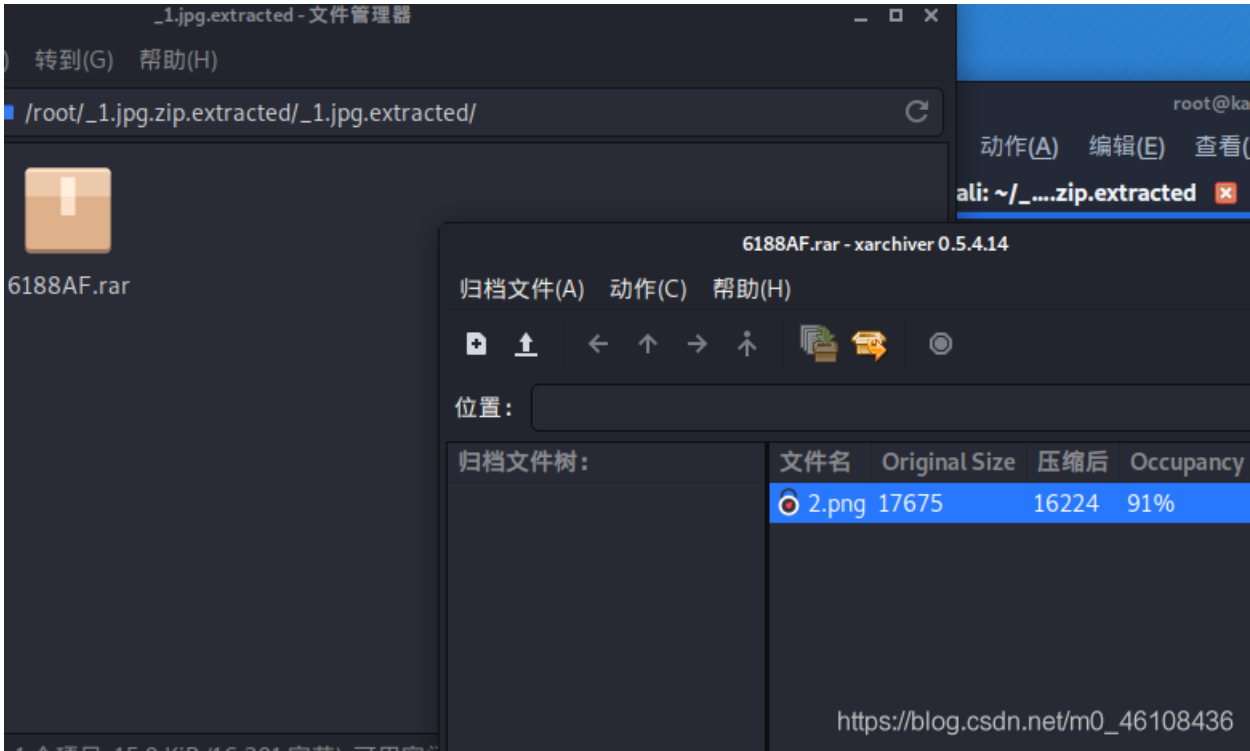 _1.jpg.extracted - 文件管理器
) 转到(G) 帮助(H)
/root/_1.jpg.zip.extracted/_1.jpg.extracted/
6188AF.rar
root@ka
动作(A) 编辑(E) 查看(
ali: ~/_....zip.extracted
6188AF.rar - xarchiver 0.5.4.14
归档文件(A) 动作(C) 帮助(H)
位置:
归档文件树:
文件名 Original Size 压缩后 Occupancy
2.png 17675 16224 91%
https://blog.csdn.net/m0_46108436